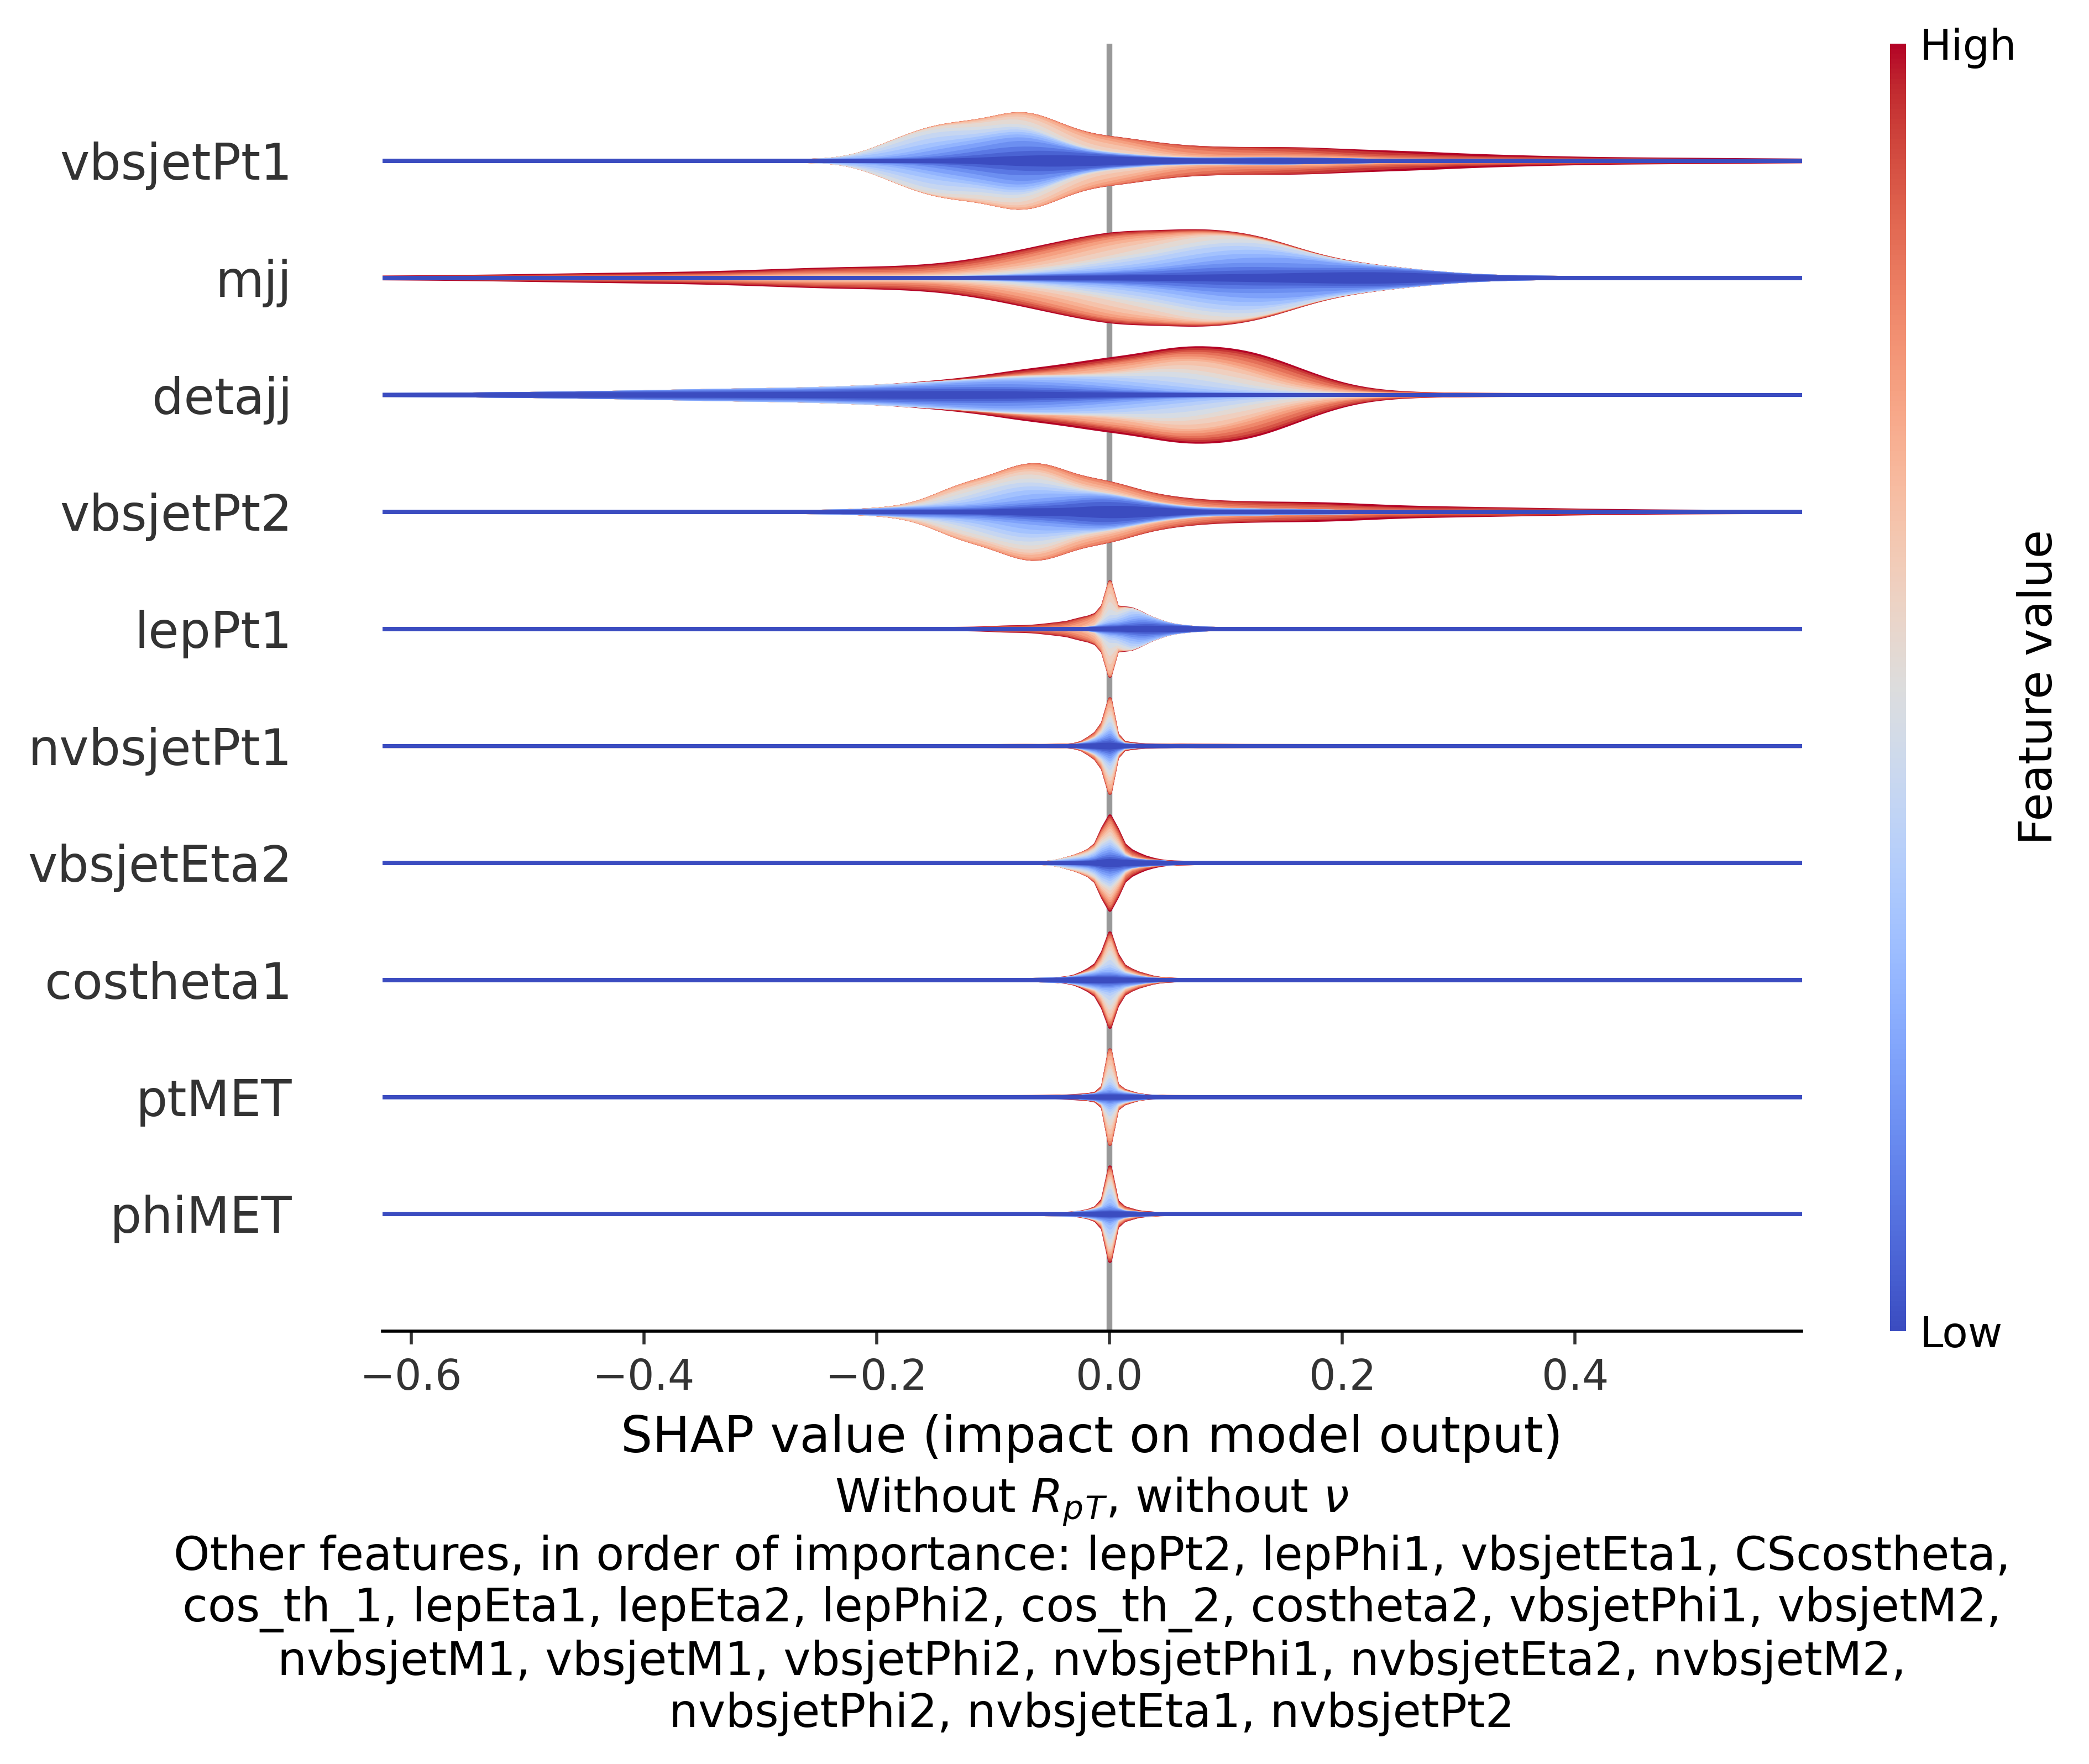 High
vbsjetPt1
mjj
detajj
vbsjetPt2
lepPt1
nvbsjetPt1
vbsjetEta2
costheta1
ptMET
phiMET
Feature value
Low
−0.6 −0.4 −0.2 0.0 0.2 0.4
SHAP value (impact on model output)
Without R_{pT}, without ν
Other features, in order of importance: lepPt2, lepPhi1, vbsjetEta1, CScostheta,
cos_th_1, lepEta1, lepEta2, lepPhi2, cos_th_2, costheta2, vbsjetPhi1, vbsjetM2,
nvbsjetM1, vbsjetM1, vbsjetPhi2, nvbsjetPhi1, nvbsjetEta2, nvbsjetM2,
nvbsjetPhi2, nvbsjetEta1, nvbsjetPt2